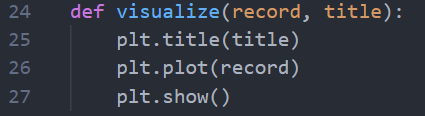 24 def visualize(record, title):
25     plt.title(title)
26     plt.plot(record)
27     plt.show()